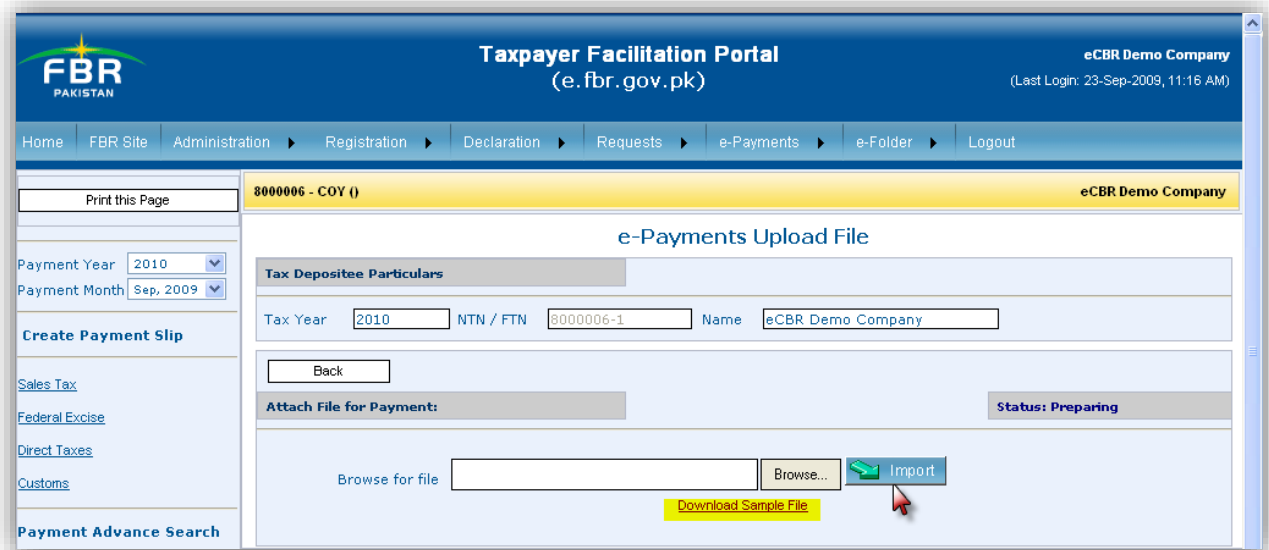 FBR
PAKISTAN
Taxpayer Facilitation Portal
(e.fbr.gov.pk)
eCBR Demo Company
(Last Login: 23-Sep-2009, 11:16 AM)
Home FBR Site Administration Registration Declaration Requests e-Payments e-Folder Logout
Print this Page
8000006 - COY ()
eCBR Demo Company
e-Payments Upload File
Payment Year 2010
Payment Month Sep, 2009
Create Payment Slip
Sales Tax
Federal Excise
Direct Taxes
Customs
Payment Advance Search
Tax Depositee Particulars
Tax Year 2010 NTN / FTN 8000006-1 Name eCBR Demo Company
Back
Attach File for Payment:
Status: Preparing
Browse for file Browse... Import
Download Sample File